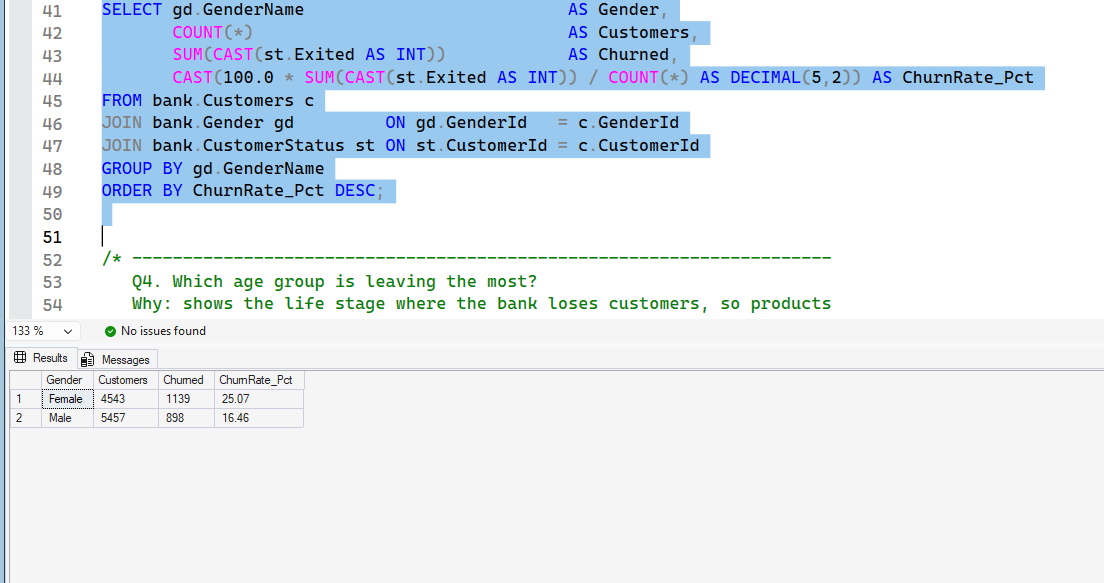 41 SELECT gd.GenderName AS Gender,
42 COUNT(*) AS Customers,
43 SUM(CAST(st.Exited AS INT)) AS Churned,
44 CAST(100.0 * SUM(CAST(st.Exited AS INT)) / COUNT(*) AS DECIMAL(5,2)) AS ChurnRate_Pct
45 FROM bank.Customers c
46 JOIN bank.Gender gd ON gd.GenderId = c.GenderId
47 JOIN bank.CustomerStatus st ON st.CustomerId = c.CustomerId
48 GROUP BY gd.GenderName
49 ORDER BY ChurnRate_Pct DESC;
50
51
52 /* ----------------------------------------------------------------------
53 Q4. Which age group is leaving the most?
54 Why: shows the life stage where the bank loses customers, so products
133 % No issues found
Results Messages
Gender Customers Churned ChurnRate_Pct
1 Female 4543 1139 25.07
2 Male 5457 898 16.46